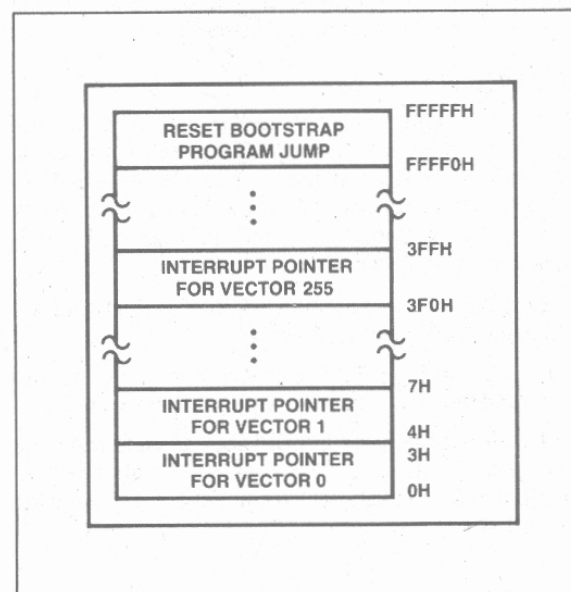 FFFFFH
RESET BOOTSTRAP
PROGRAM JUMP
FFFF0H
3FFH
INTERRUPT POINTER
FOR VECTOR 255
3F0H
7H
INTERRUPT POINTER
FOR VECTOR 1
4H
3H
INTERRUPT POINTER
FOR VECTOR 0
0H